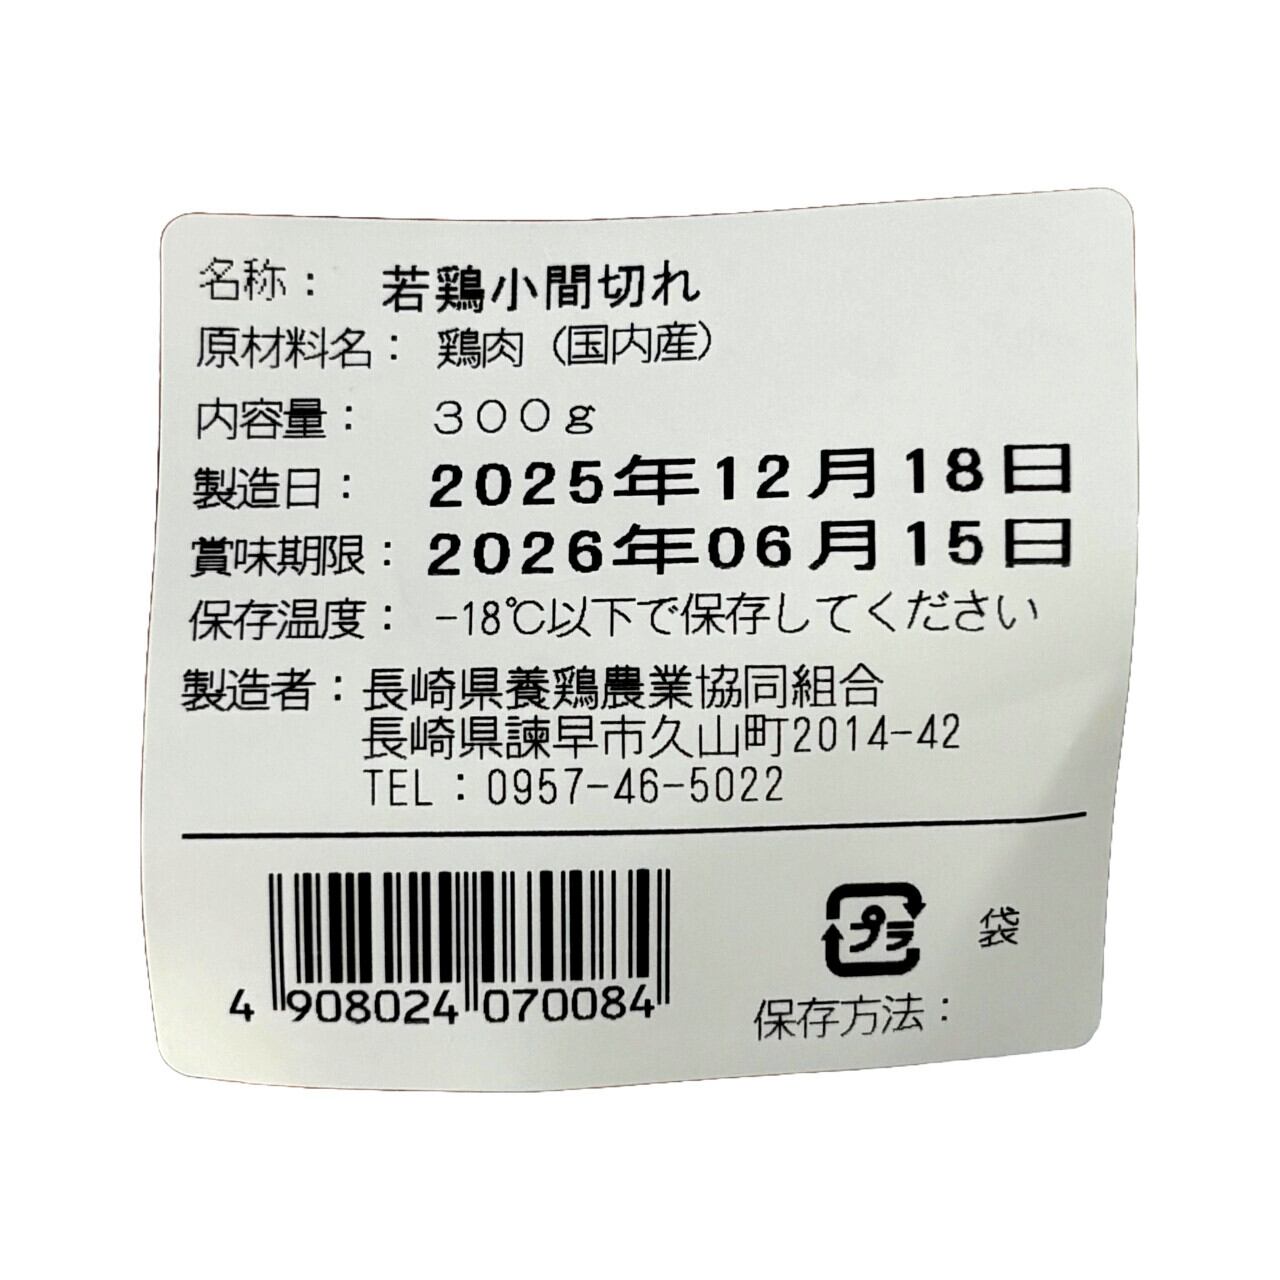 名称： 若鶏小間切れ
原材料名： 鶏肉（国内産）
内容量： ３００ｇ
製造日： 2025年12月18日
賞味期限： 2026年06月15日
保存温度： -18℃以下で保存してください
製造者：長崎県養鶏農業協同組合
長崎県諫早市久山町2014-42
TEL：0957-46-5022
4 908024 070084
プラ 袋
保存方法：